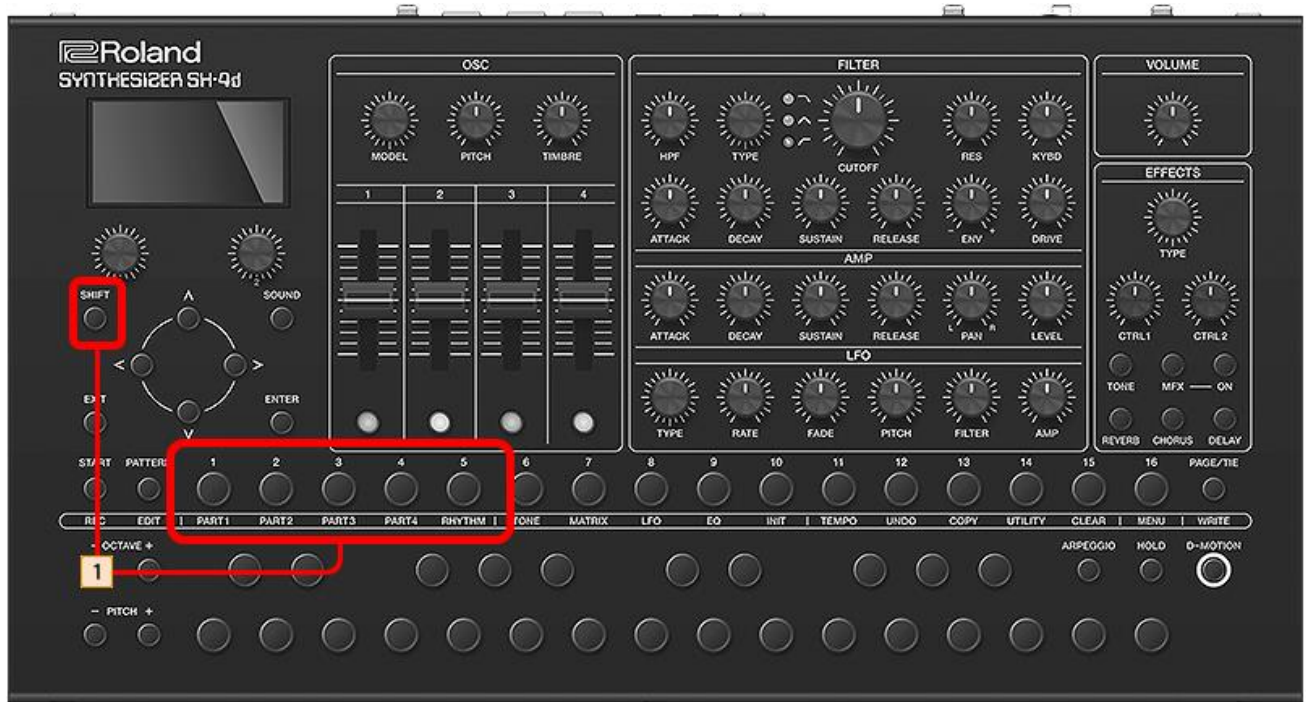 Roland
SYNTHESIZER SH-4d
OSC
MODEL PITCH TIMBRE
1 2 3 4
FILTER
HPF TYPE CUTOFF RES KYBD
ATTACK DECAY SUSTAIN RELEASE - ENV + DRIVE
AMP
ATTACK DECAY SUSTAIN RELEASE L PAN R LEVEL
LFO
TYPE RATE FADE PITCH FILTER AMP
VOLUME
EFFECTS
TYPE
CTRL1 CTRL2
TONE MFX ON
REVERB CHORUS DELAY
2
SHIFT SOUND
EXIT ENTER
START PATTERN 1 2 3 4 5 6 7 8 9 10 11 12 13 14 15 16 PAGE/TIE
REC EDIT PART1 PART2 PART3 PART4 RHYTHM TONE MATRIX LFO EQ INIT TEMPO UNDO COPY UTILITY CLEAR MENU WRITE
- OCTAVE + ARPEGGIO HOLD D-MOTION
1
- PITCH +